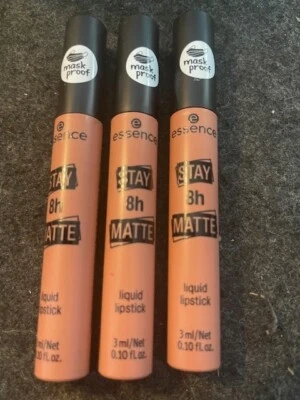 mask
proof
essence
STAY
8h
MATTE
liquid
lipstick
3 ml/Net
0.10 fl.oz.
mask
proof
essence
STAY
8h
MATTE
liquid
lipstick
3 ml/Net
0.10 fl.oz.
mask
proof
essence
STAY
8h
MATTE
liquid
lipstick
3 ml/Net
0.10 fl.oz.